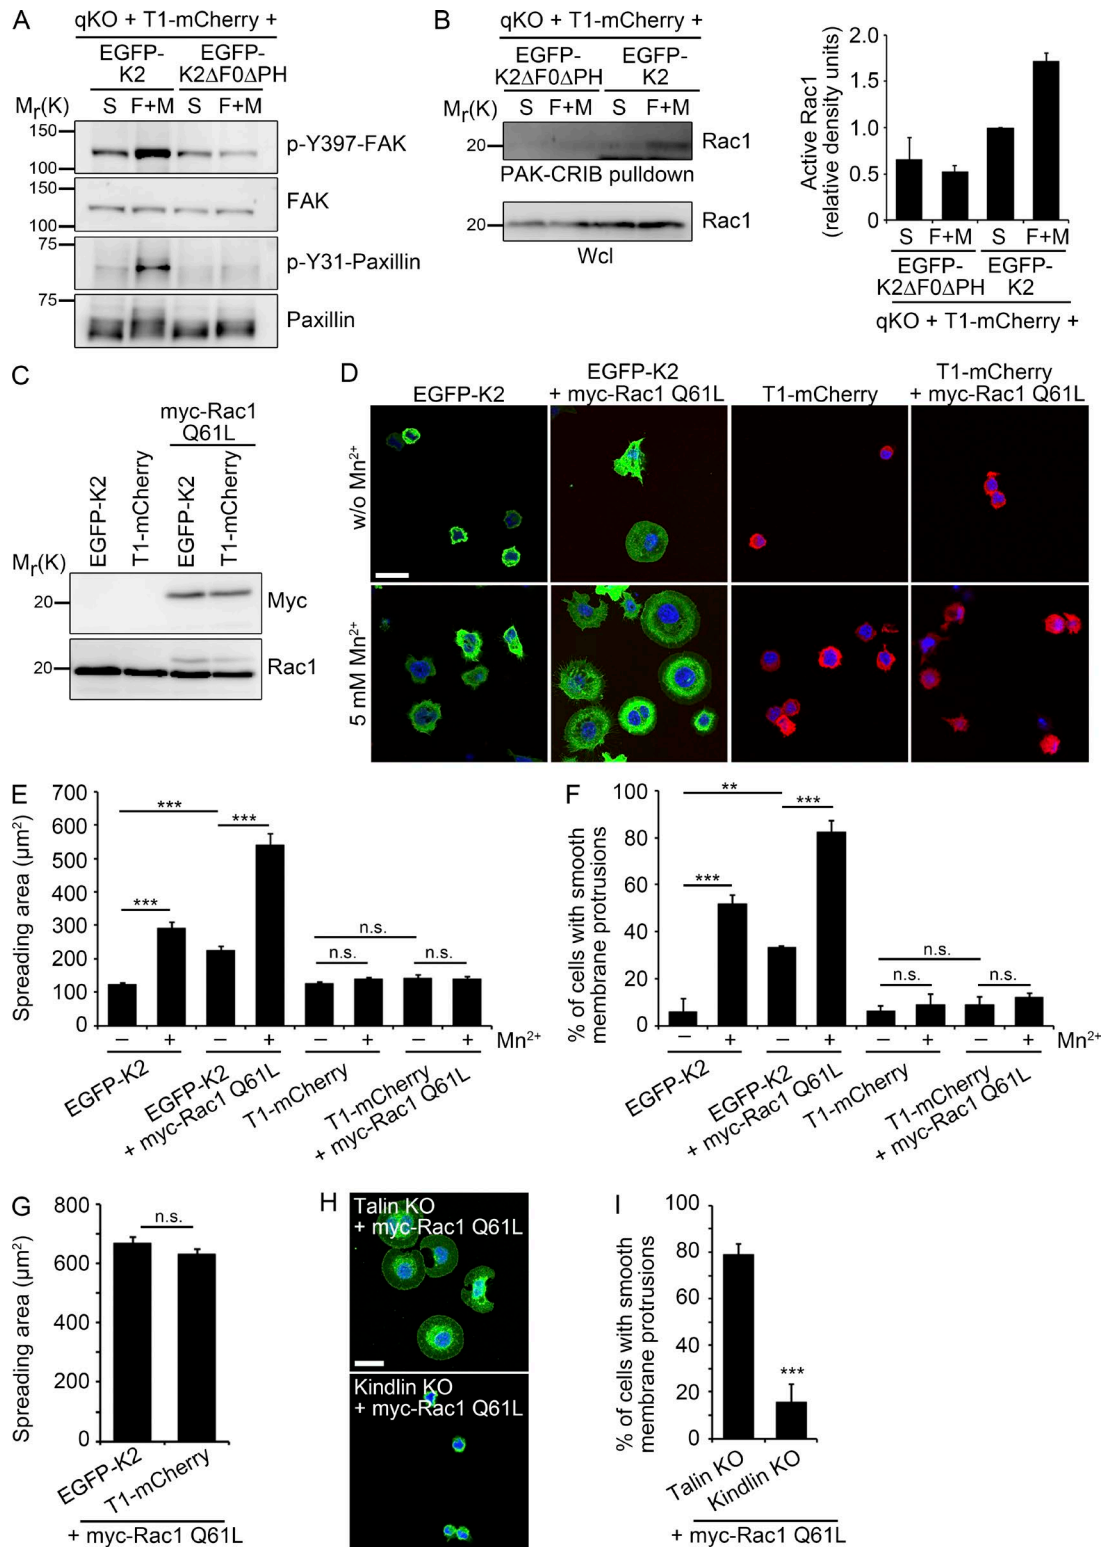 A
qKO + T1-mCherry +
EGFP-
K2
EGFP-
K2ΔF0ΔPH
Mr(K)
S
F+M
S
F+M
150
100
p-Y397-FAK
150
100
FAK
75
p-Y31-Paxillin
75
Paxillin
B
qKO + T1-mCherry +
EGFP-
K2ΔF0ΔPH
EGFP-
K2
Mr(K)
S
F+M
S
F+M
20
Rac1
PAK-CRIB pulldown
20
Rac1
Wcl
Active Rac1
(relative density units)
2.0
1.5
1.0
0.5
0
S
F+M
S
F+M
EGFP-
K2ΔF0ΔPH
EGFP-
K2
qKO + T1-mCherry +
C
myc-Rac1
Q61L
EGFP-K2
T1-mCherry
EGFP-K2
T1-mCherry
Mr(K)
20
Myc
20
Rac1
D
EGFP-K2
EGFP-K2
+ myc-Rac1 Q61L
T1-mCherry
T1-mCherry
+ myc-Rac1 Q61L
w/o Mn2+
5 mM Mn2+
E
Spreading area (µm²)
700
600
500
400
300
200
100
0
***
***
***
n.s.
n.s.
n.s.
– + – + – + – +
Mn2+
EGFP-K2
EGFP-K2
+ myc-Rac1 Q61L
T1-mCherry
T1-mCherry
+ myc-Rac1 Q61L
F
% of cells with smooth
membrane protrusions
100
80
60
40
20
0
**
***
***
n.s.
n.s.
n.s.
– + – + – + – +
Mn2+
EGFP-K2
EGFP-K2
+ myc-Rac1 Q61L
T1-mCherry
T1-mCherry
+ myc-Rac1 Q61L
G
Spreading area (µm²)
800
600
400
200
0
n.s.
EGFP-K2
T1-mCherry
+ myc-Rac1 Q61L
H
Talin KO
+ myc-Rac1 Q61L
Kindlin KO
+ myc-Rac1 Q61L
I
% of cells with smooth
membrane protrusions
100
80
60
40
20
0
***
Talin KO
Kindlin KO
+ myc-Rac1 Q61L